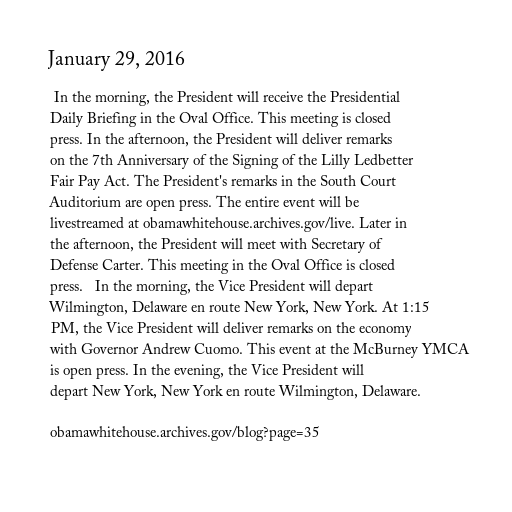 January 29, 2016
In the morning, the President will receive the Presidential
Daily Briefing in the Oval Office. This meeting is closed
press. In the afternoon, the President will deliver remarks
on the 7th Anniversary of the Signing of the Lilly Ledbetter
Fair Pay Act. The President's remarks in the South Court
Auditorium are open press. The entire event will be
livestreamed at obamawhitehouse.archives.gov/live. Later in
the afternoon, the President will meet with Secretary of
Defense Carter. This meeting in the Oval Office is closed
press.   In the morning, the Vice President will depart
Wilmington, Delaware en route New York, New York. At 1:15
PM, the Vice President will deliver remarks on the economy
with Governor Andrew Cuomo. This event at the McBurney YMCA
is open press. In the evening, the Vice President will
depart New York, New York en route Wilmington, Delaware.
obamawhitehouse.archives.gov/blog?page=35